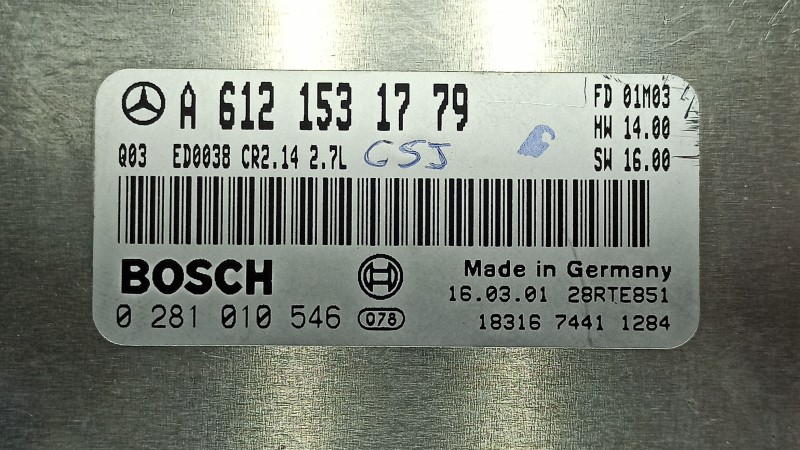 A 612 153 17 79
FD 01M03
HW 14.00
Q03 ED0038 CR2.14 2.7L GSJ
SW 16.00
BOSCH
Made in Germany
16.03.01 28RTE851
0 281 010 546 078
18316 7441 1284